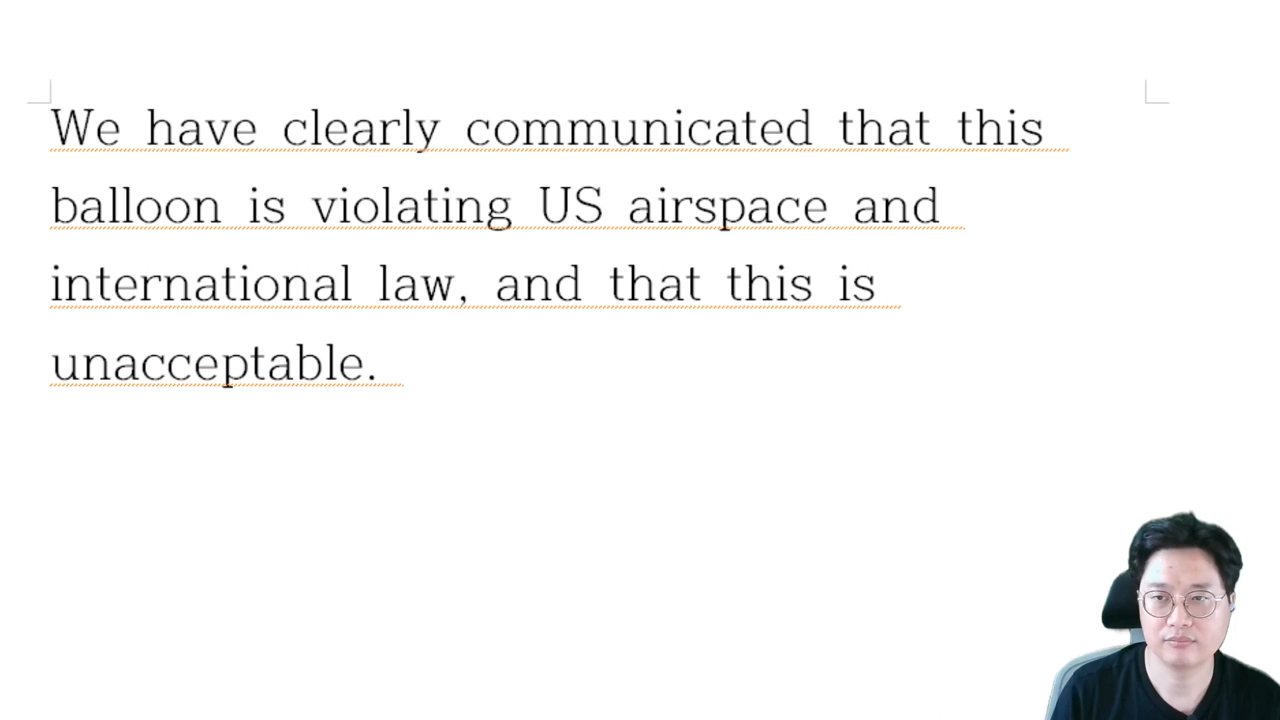 We have clearly communicated that this
balloon is violating US airspace and
international law, and that this is
unacceptable.